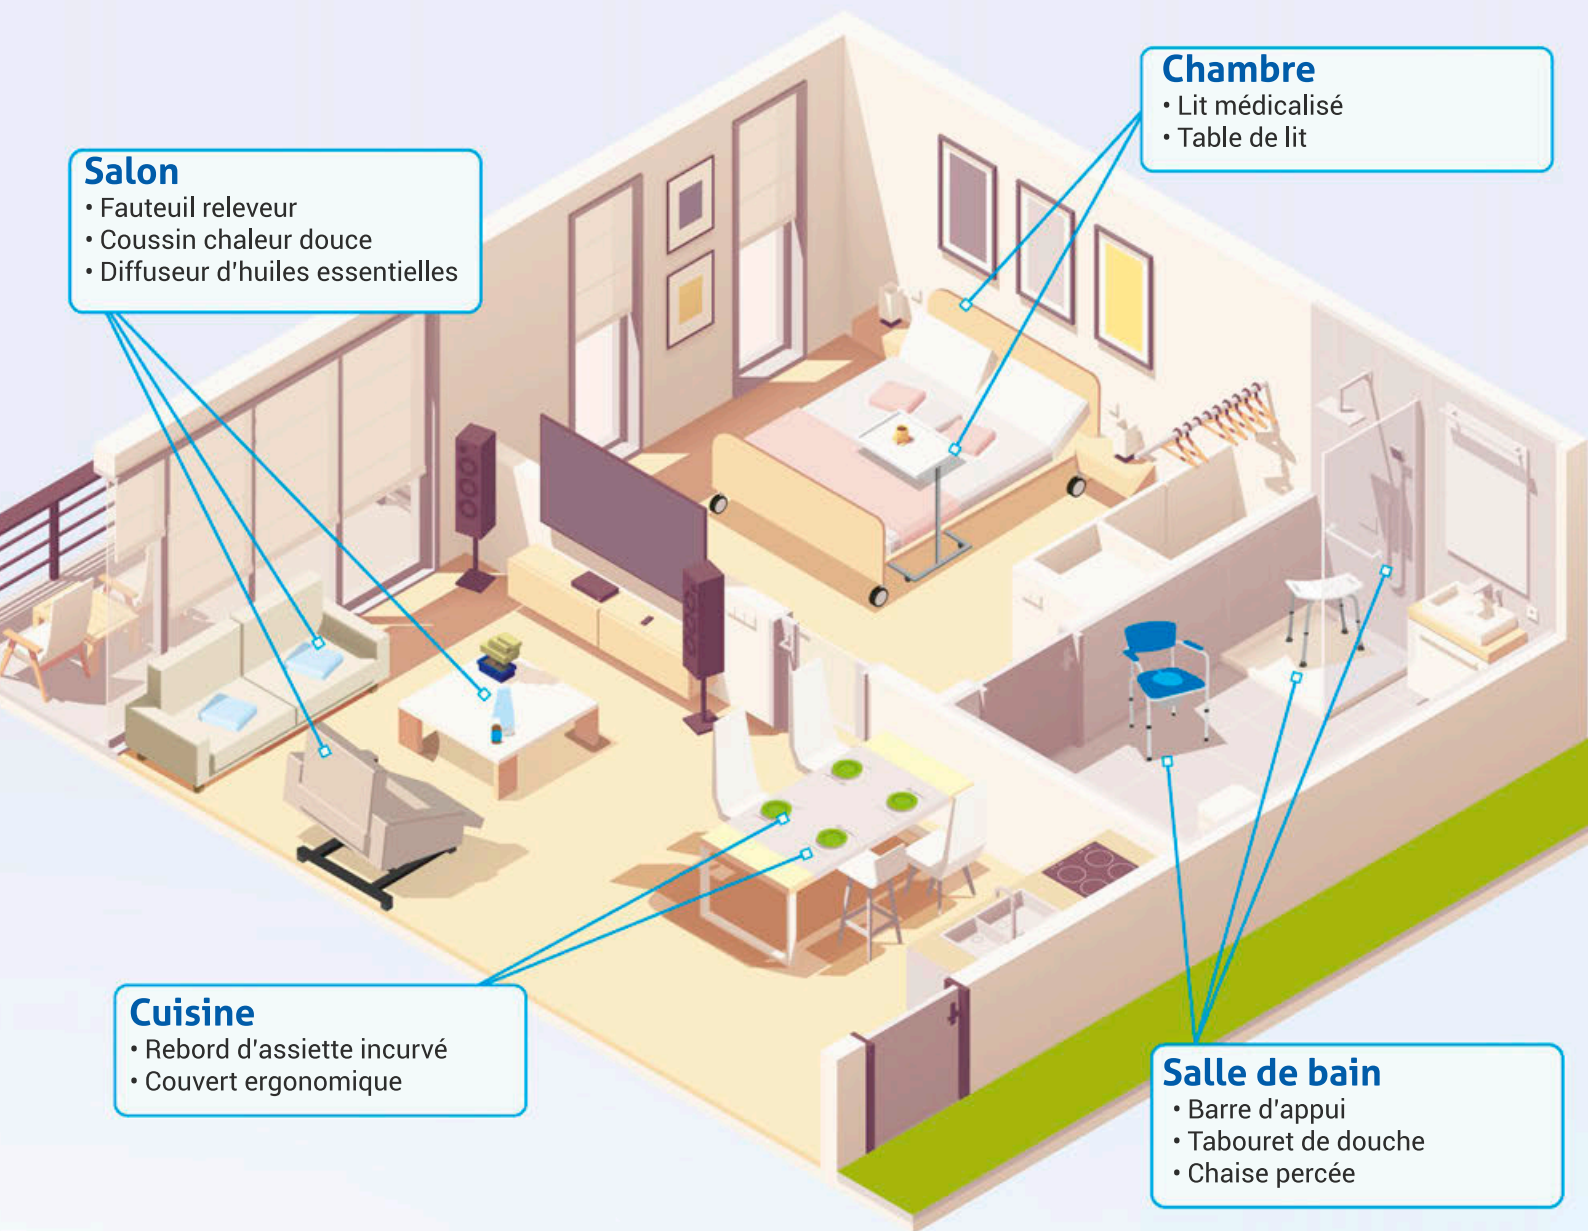 Chambre
• Lit médicalisé
• Table de lit
Salon
• Fauteuil releveur
• Coussin chaleur douce
• Diffuseur d'huiles essentielles
Cuisine
• Rebord d'assiette incurvé
• Couvert ergonomique
Salle de bain
• Barre d'appui
• Tabouret de douche
• Chaise percée